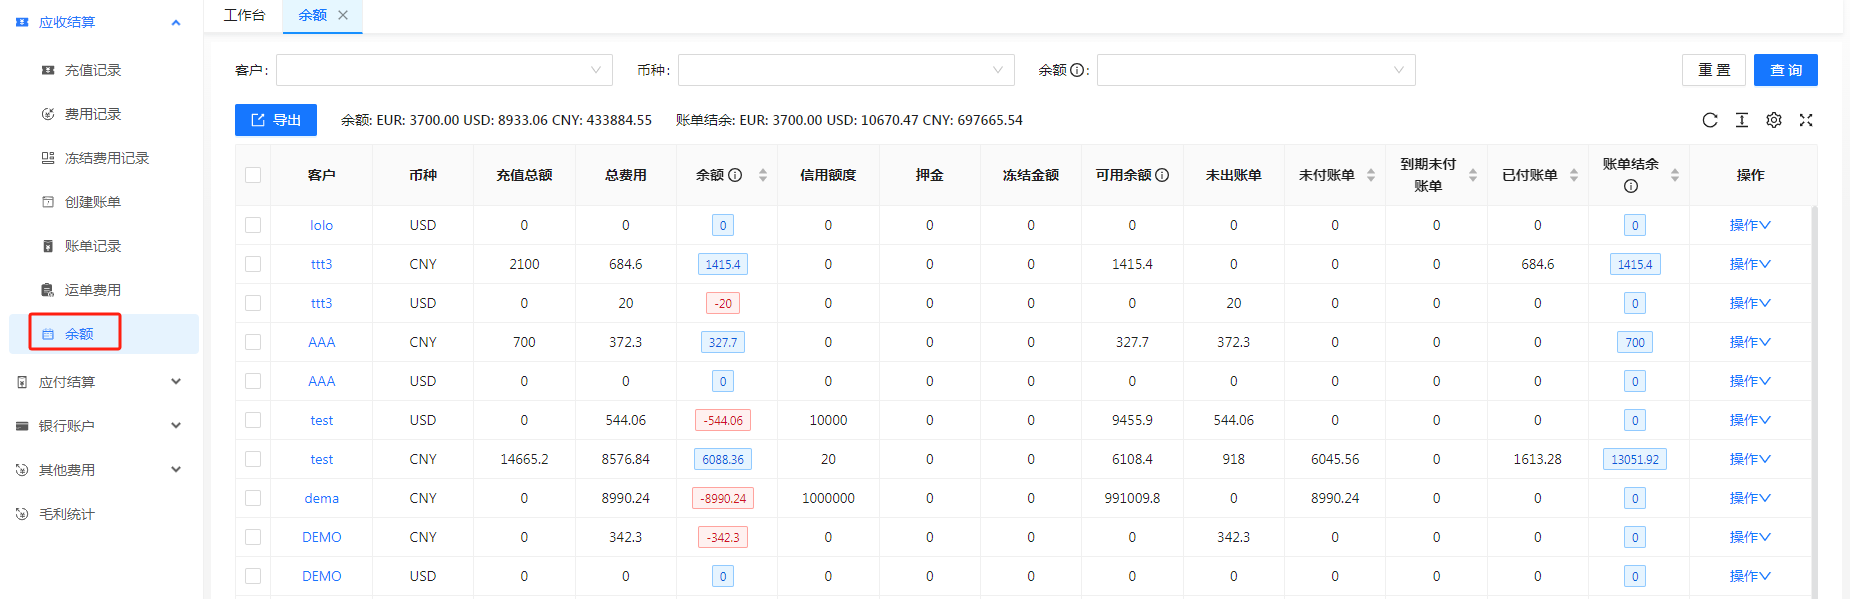 应收结算
充值记录
费用记录
冻结费用记录
创建账单
账单记录
运单费用
余额
应付结算
银行账户
其他费用
毛利统计
工作台 余额
客户: 币种: 余额 : 重 置 查 询
导出 余额: EUR: 3700.00 USD: 8933.06 CNY: 433884.55 账单结余: EUR: 3700.00 USD: 10670.47 CNY: 697665.54
客户 币种 充值总额 总费用 余额 信用额度 押金 冻结金额 可用余额 未出账单 未付账单 到期未付账单 已付账单 账单结余 操作
lolo USD 0 0 0 0 0 0 0 0 0 0 0 0 操作
ttt3 CNY 2100 684.6 1415.4 0 0 0 1415.4 0 0 0 684.6 1415.4 操作
ttt3 USD 0 20 -20 0 0 0 0 20 0 0 0 0 操作
AAA CNY 700 372.3 327.7 0 0 0 327.7 372.3 0 0 0 700 操作
AAA USD 0 0 0 0 0 0 0 0 0 0 0 0 操作
test USD 0 544.06 -544.06 10000 0 0 9455.9 544.06 0 0 0 0 操作
test CNY 14665.2 8576.84 6088.36 20 0 0 6108.4 918 6045.56 0 1613.28 13051.92 操作
dema CNY 0 8990.24 -8990.24 1000000 0 0 991009.8 0 8990.24 0 0 0 操作
DEMO CNY 0 342.3 -342.3 0 0 0 0 342.3 0 0 0 0 操作
DEMO USD 0 0 0 0 0 0 0 0 0 0 0 0 操作